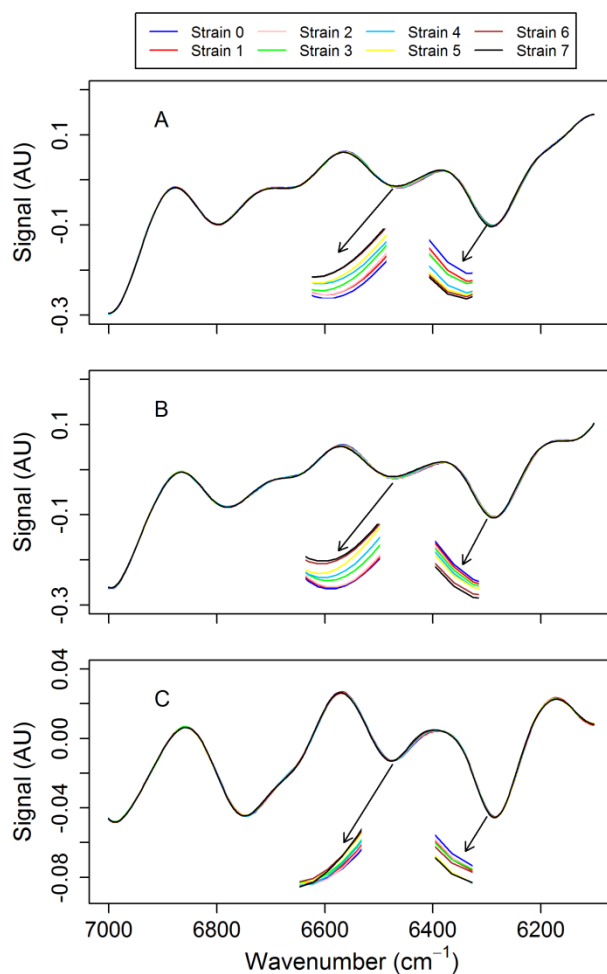 Strain 0 Strain 2 Strain 4 Strain 6
Strain 1 Strain 3 Strain 5 Strain 7
A
Signal (AU)
0.1
-0.1
-0.3
B
Signal (AU)
0.1
-0.1
-0.3
C
Signal (AU)
0.04
0.00
-0.04
-0.08
7000 6800 6600 6400 6200
Wavenumber (cm⁻¹)